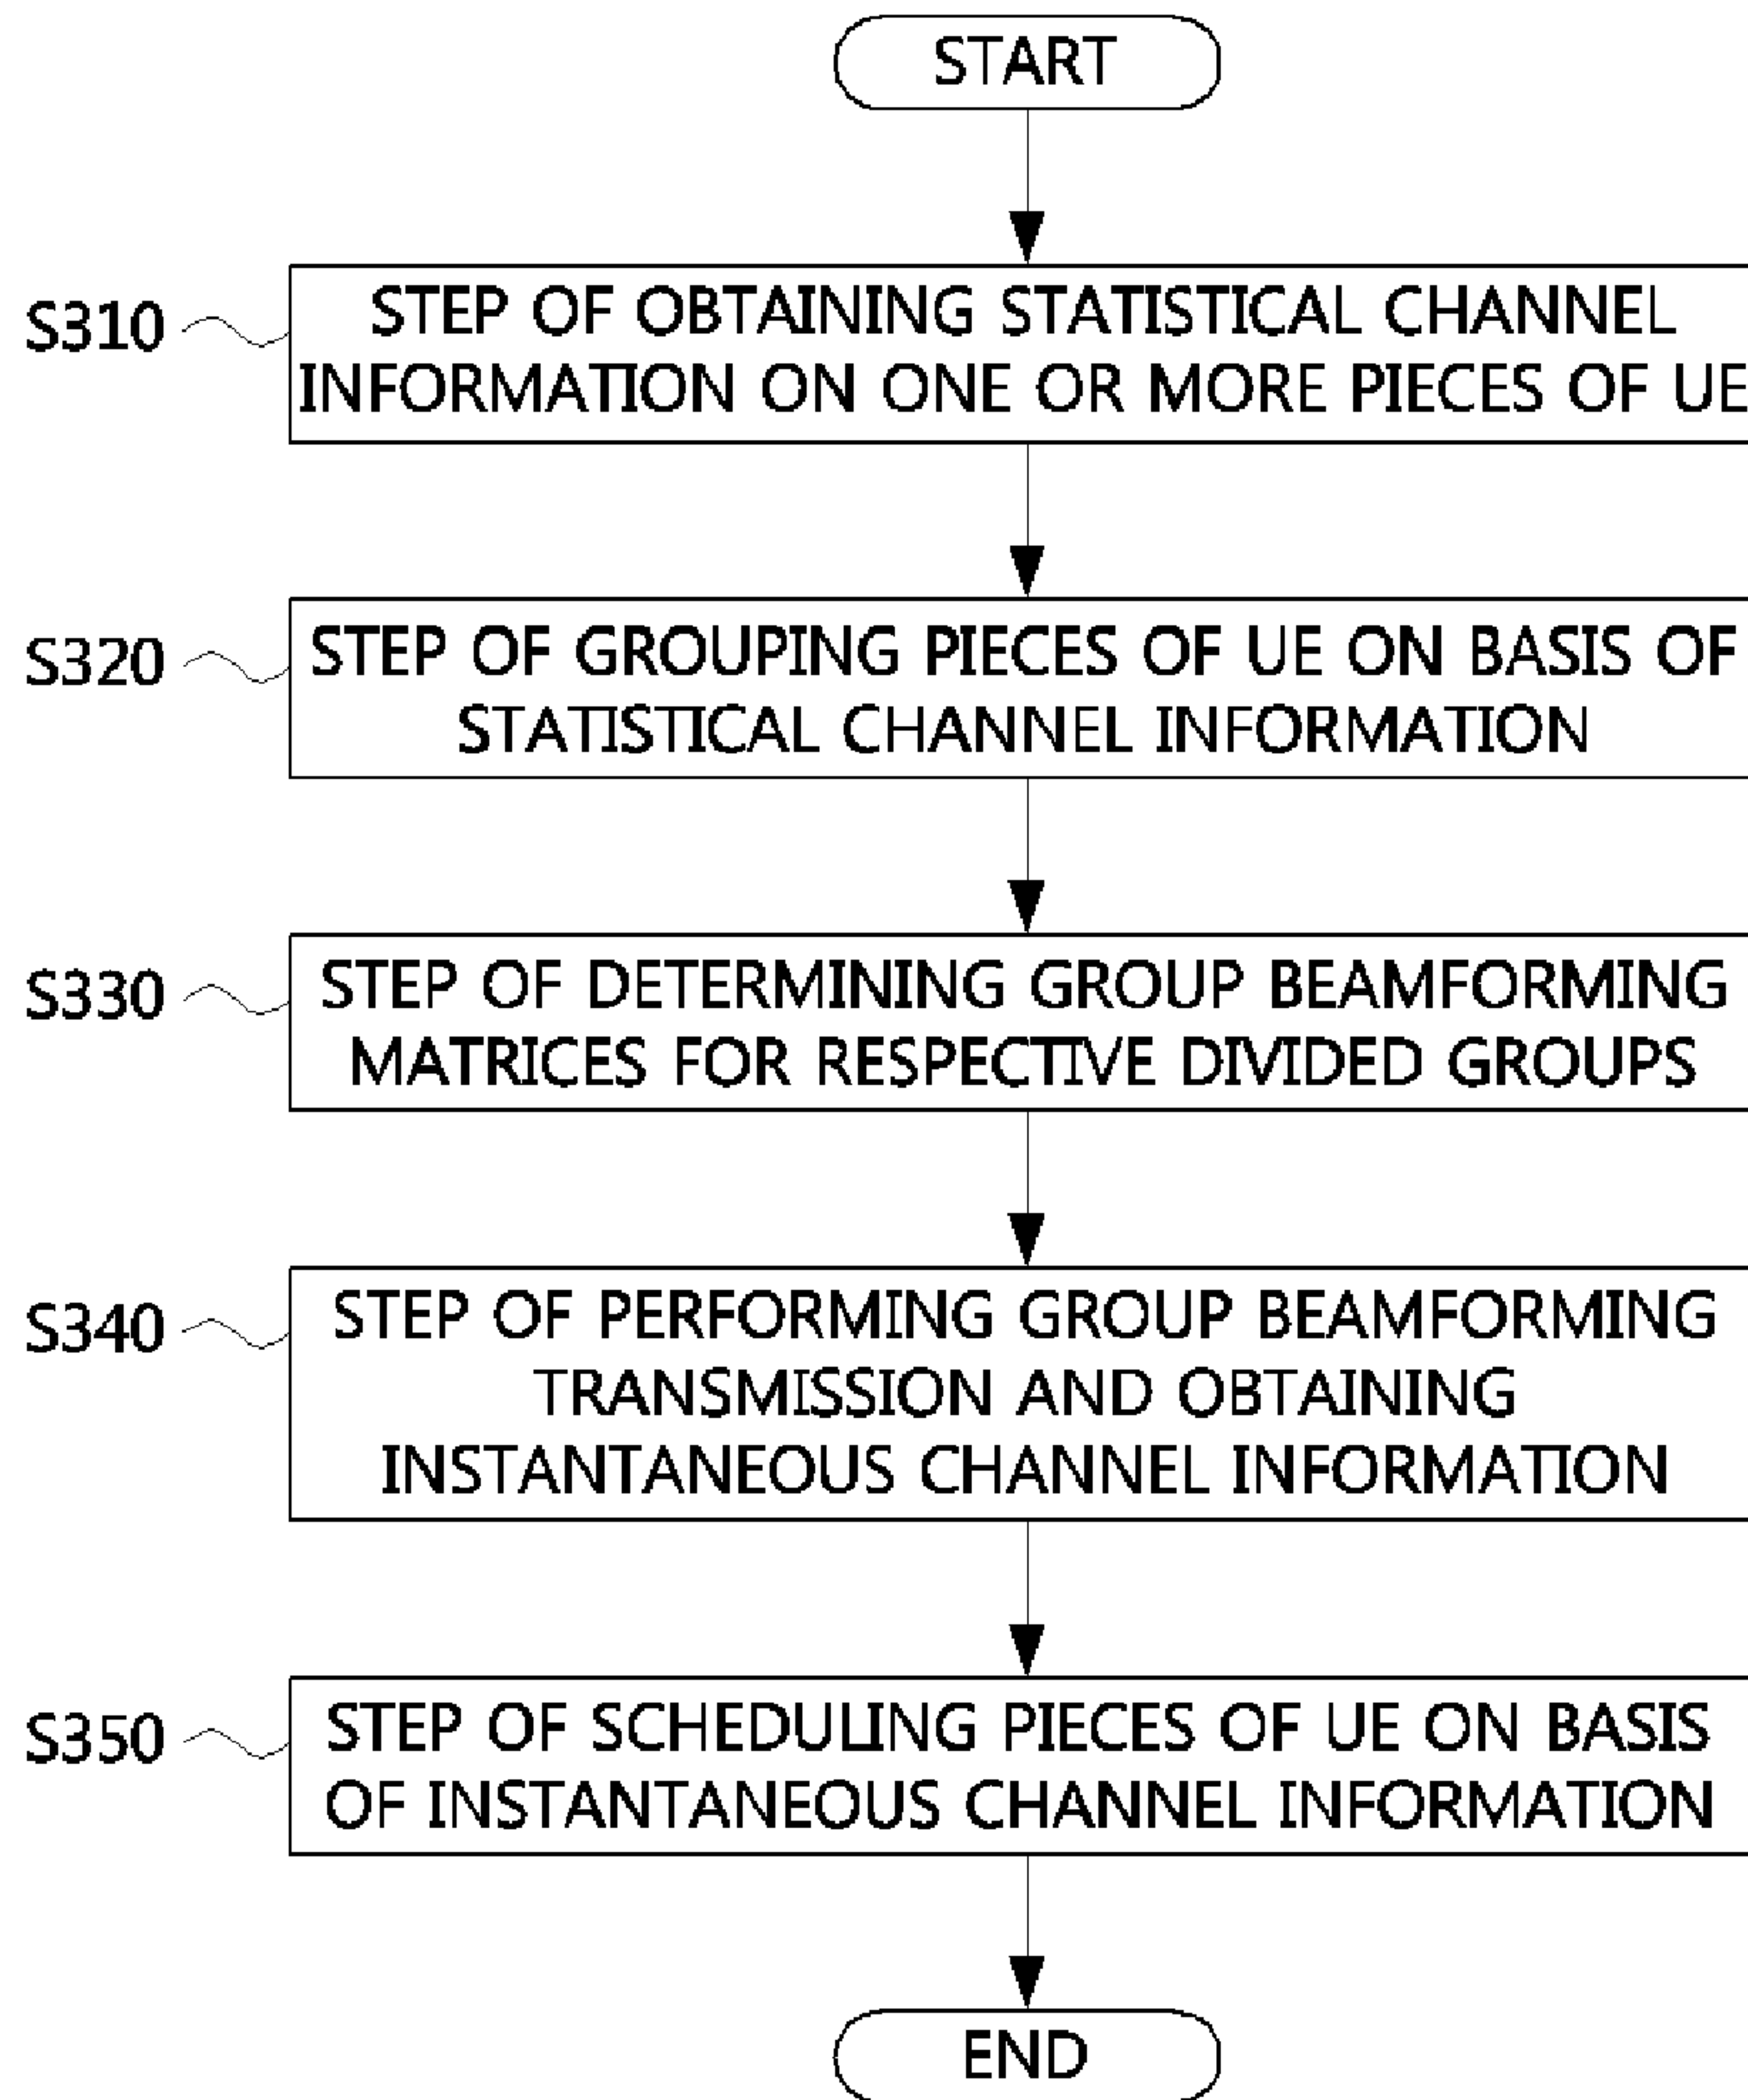 START
S310
STEP OF OBTAINING STATISTICAL CHANNEL
INFORMATION ON ONE OR MORE PIECES OF UE
S320
STEP OF GROUPING PIECES OF UE ON BASIS OF
STATISTICAL CHANNEL INFORMATION
S330
STEP OF DETERMINING GROUP BEAMFORMING
MATRICES FOR RESPECTIVE DIVIDED GROUPS
S340
STEP OF PERFORMING GROUP BEAMFORMING
TRANSMISSION AND OBTAINING
INSTANTANEOUS CHANNEL INFORMATION
S350
STEP OF SCHEDULING PIECES OF UE ON BASIS
OF INSTANTANEOUS CHANNEL INFORMATION
END